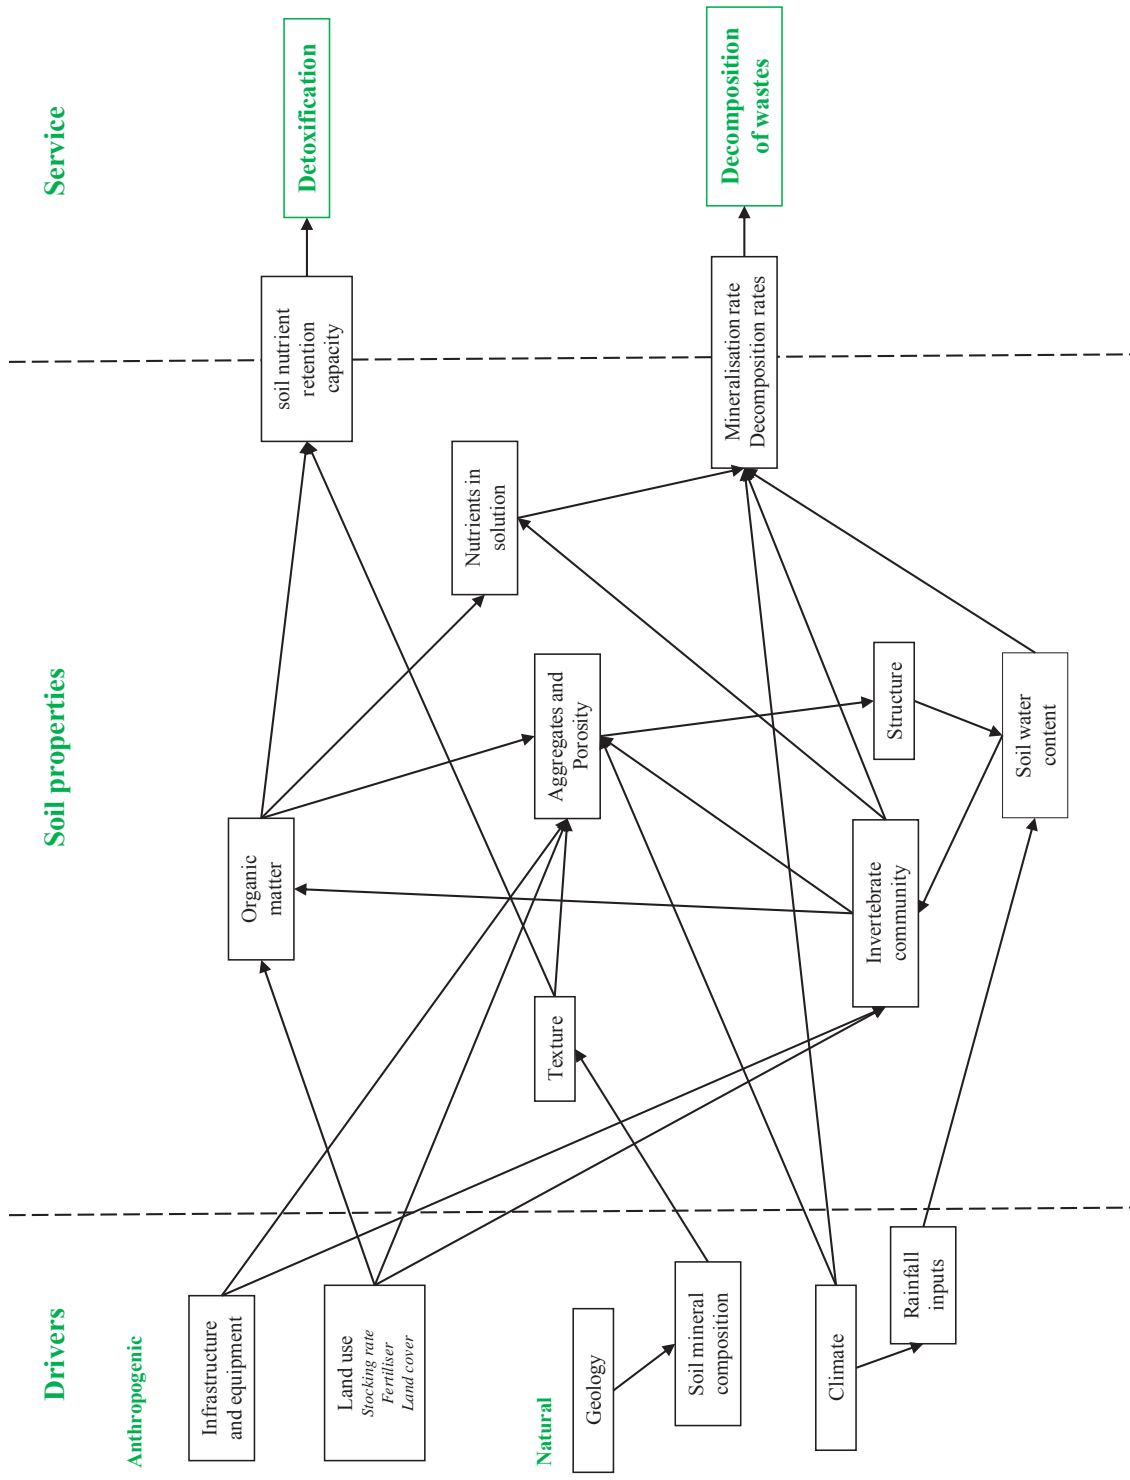 Drivers
Soil properties
Service
Anthropogenic
Infrastructure
and equipment
Land use
Stocking rate
Fertiliser
Land cover
Natural
Geology
Soil mineral
composition
Climate
Rainfall
inputs
Organic
matter
Texture
Aggregates and
Porosity
Nutrients in
solution
Invertebrate
community
Structure
Soil water
content
soil nutrient
retention
capacity
Mineralisation rate
Decomposition rates
Detoxification
Decomposition
of wastes